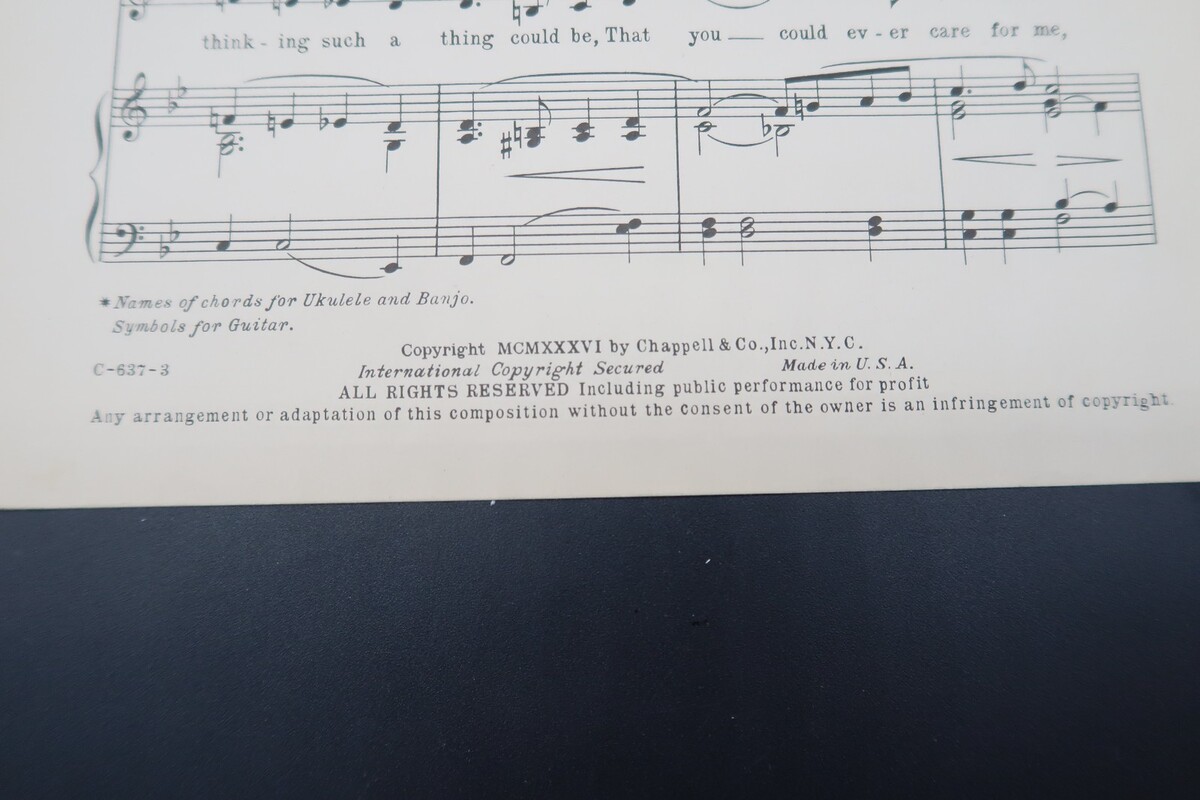 think - ing such a thing could be, That you — could ev - er care for me,
*Names of chords for Ukulele and Banjo.
Symbols for Guitar.
Copyright MCMXXXVI by Chappell & Co., Inc. N.Y.C.
C-637-3 International Copyright Secured Made in U.S.A.
ALL RIGHTS RESERVED Including public performance for profit
Any arrangement or adaptation of this composition without the consent of the owner is an infringement of copyright.